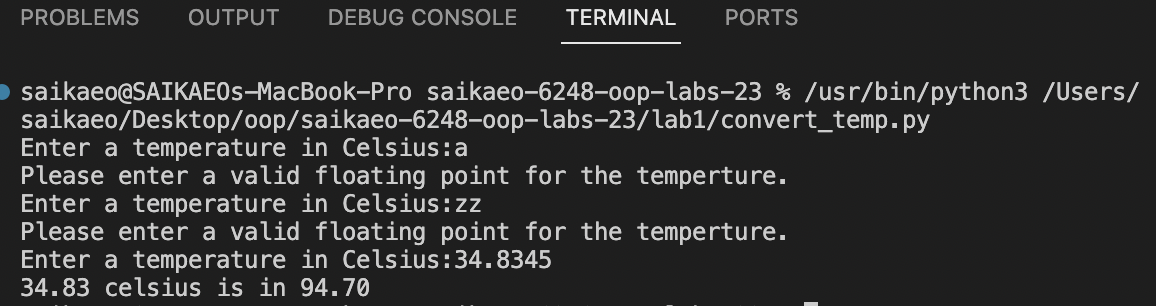 PROBLEMS OUTPUT DEBUG CONSOLE TERMINAL PORTS
saikaeo@SAIKAEOs-MacBook-Pro saikaeo-6248-oop-labs-23 % /usr/bin/python3 /Users/
saikaeo/Desktop/oop/saikaeo-6248-oop-labs-23/lab1/convert_temp.py
Enter a temperature in Celsius:a
Please enter a valid floating point for the temperture.
Enter a temperature in Celsius:zz
Please enter a valid floating point for the temperture.
Enter a temperature in Celsius:34.8345
34.83 celsius is in 94.70